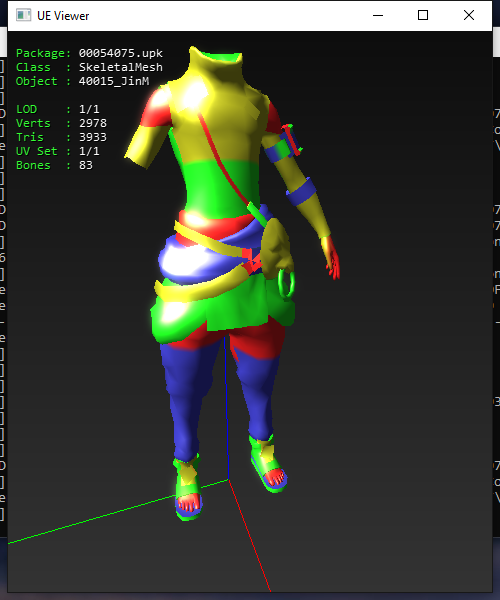 UE Viewer
Package: 00054075.upk
Class : SkeletalMesh
Object : 40015_JinM
LOD : 1/1
Verts : 2978
Tris : 3933
UV Set : 1/1
Bones : 83